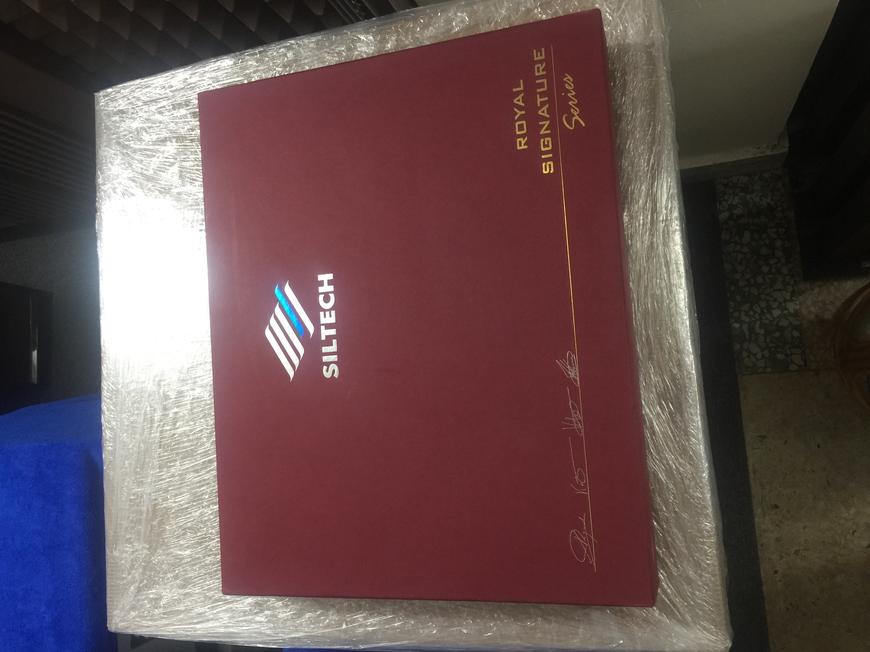 SILTECH
ROYAL
SIGNATURE
Series